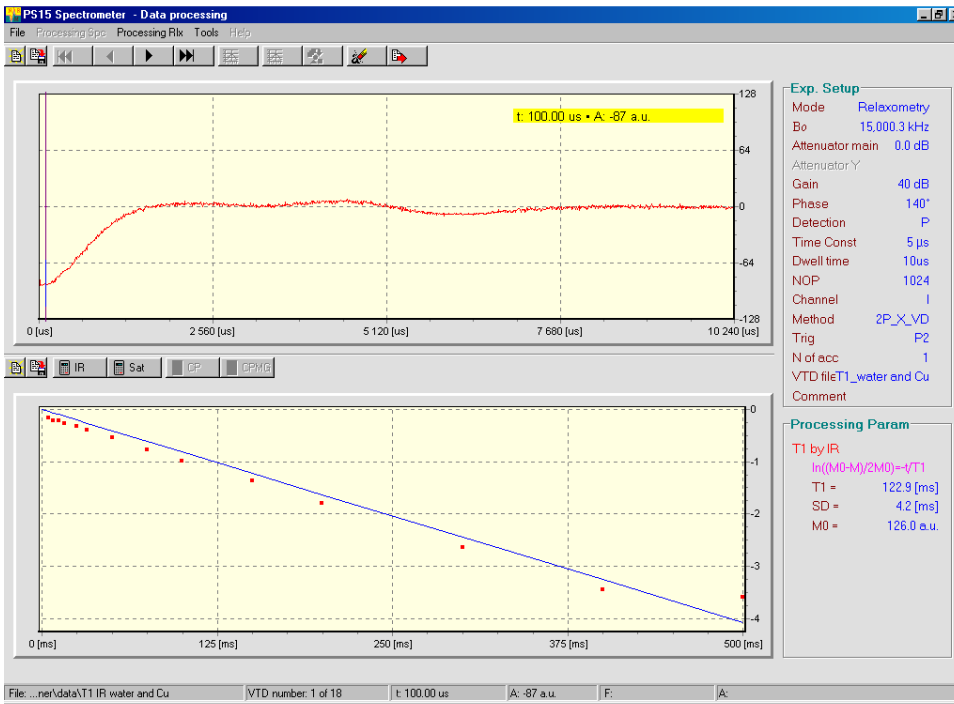 PS15 Spectrometer - Data processing
File Processing Spc Processing Rlx Tools Help
t: 100.00 us • A: -87 a.u.
128
64
0
-64
-128
0 [us] 2 560 [us] 5 120 [us] 7 680 [us] 10 240 [us]
IR Sat CP CPMG
0
-1
-2
-3
-4
0 [ms] 125 [ms] 250 [ms] 375 [ms] 500 [ms]
Exp. Setup
Mode Relaxometry
Bo 15,000.3 kHz
Attenuator main 0.0 dB
Attenuator Y
Gain 40 dB
Phase 140°
Detection P
Time Const 5 µs
Dwell time 10us
NOP 1024
Channel I
Method 2P_X_VD
Trig P2
N of acc 1
VTD file T1_water and Cu
Comment
Processing Param
T1 by IR
ln((M0-M)/2M0)=-t/T1
T1 = 122.9 [ms]
SD = 4.2 [ms]
M0 = 126.0 a.u.
File: ...ner\data\T1 IR water and Cu VTD number: 1 of 18 t: 100.00 us A: -87 a.u. F: A: